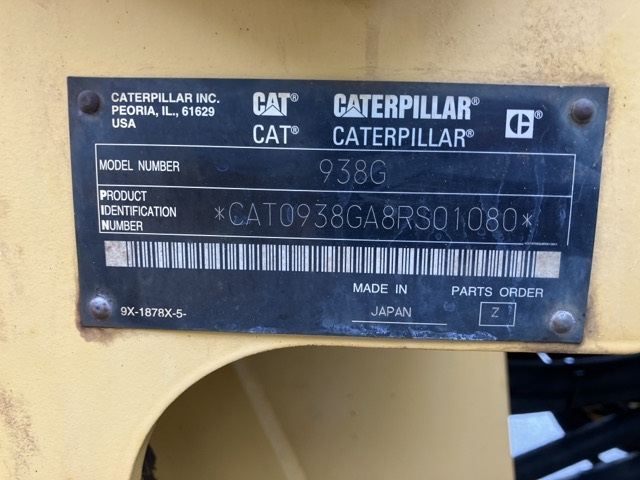 CATERPILLAR INC.
PEORIA, IL., 61629
USA
CAT® CATERPILLAR®
CAT® CATERPILLAR® C®
MODEL NUMBER 938G
PRODUCT
IDENTIFICATION
NUMBER
*CAT0938GA8RS01080*
MADE IN PARTS ORDER
9X-1878X-5- JAPAN Z